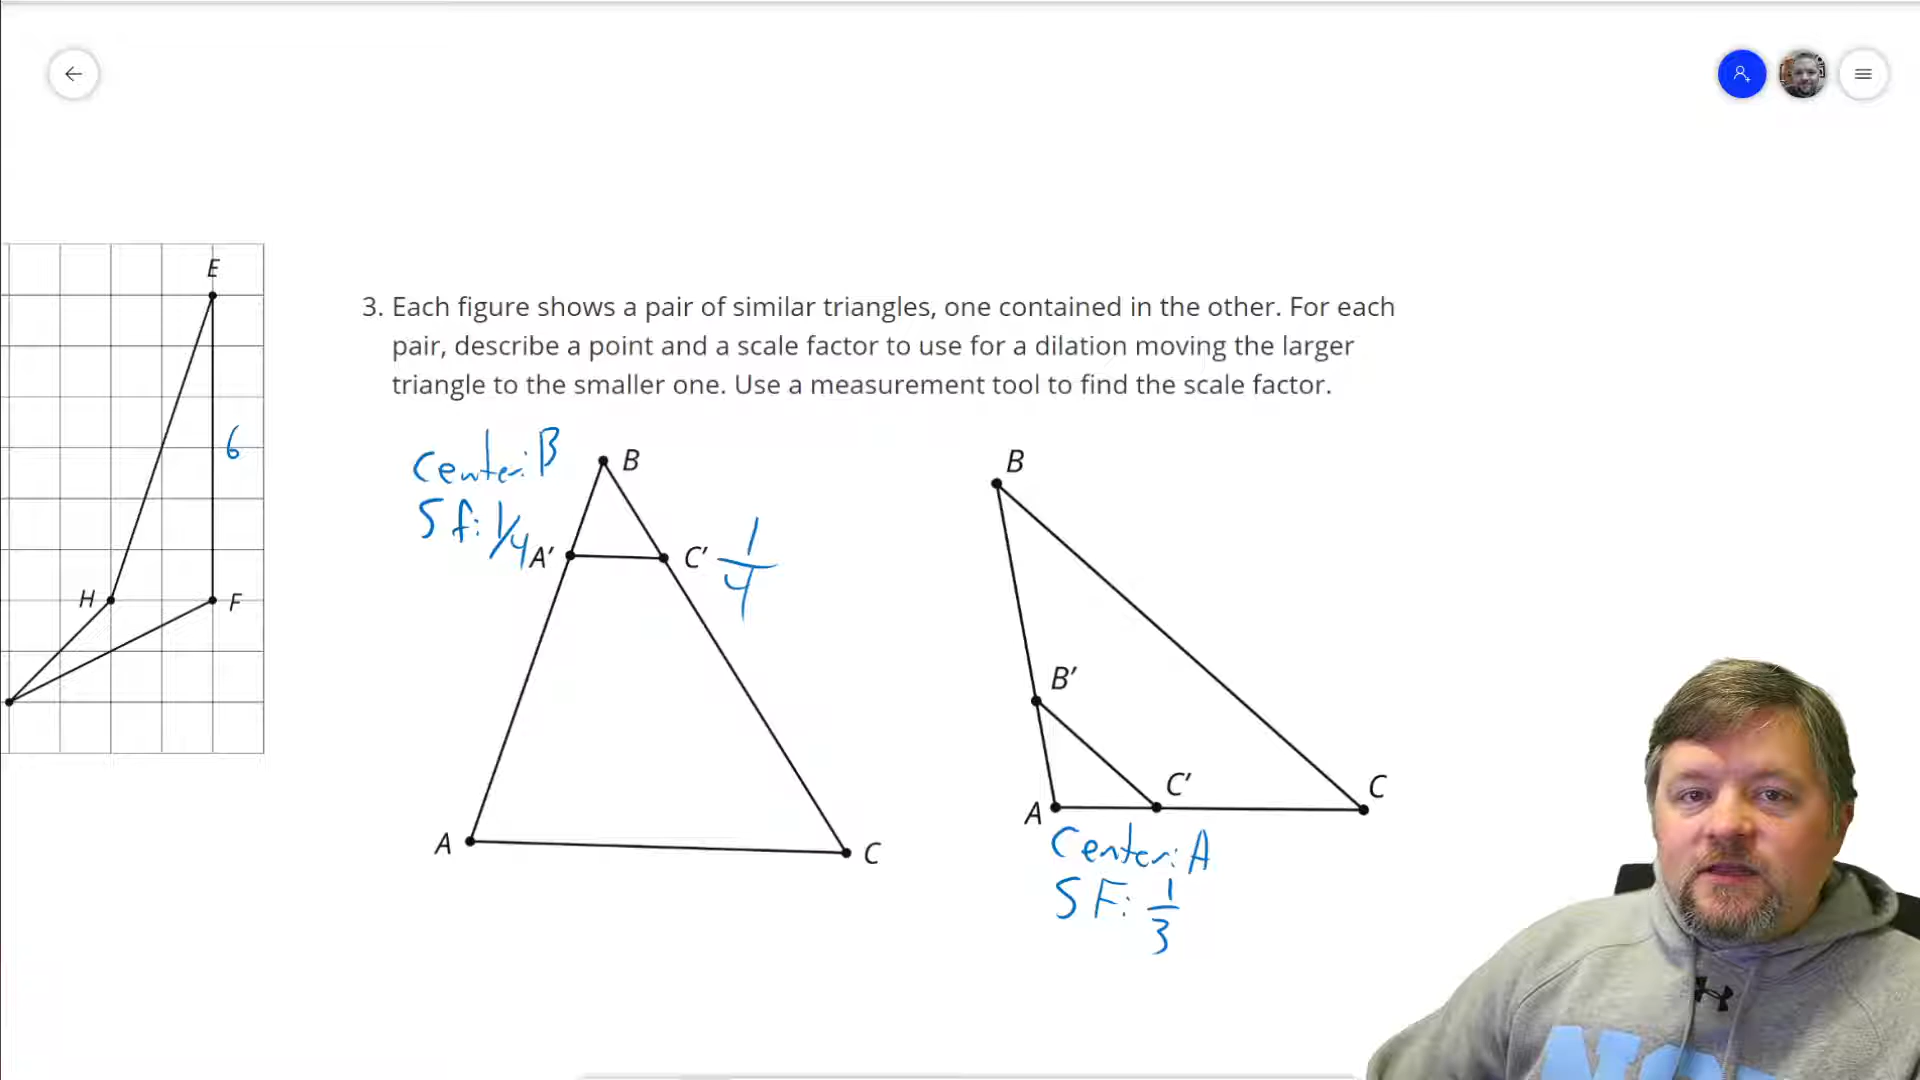 E
6
H
F
3. Each figure shows a pair of similar triangles, one contained in the other. For each
pair, describe a point and a scale factor to use for a dilation moving the larger
triangle to the smaller one. Use a measurement tool to find the scale factor.
Center: B
Sf: 1/4
B
A'
C'
1/4
A
C
B
B'
C'
A
C
Center: A
SF: 1/3